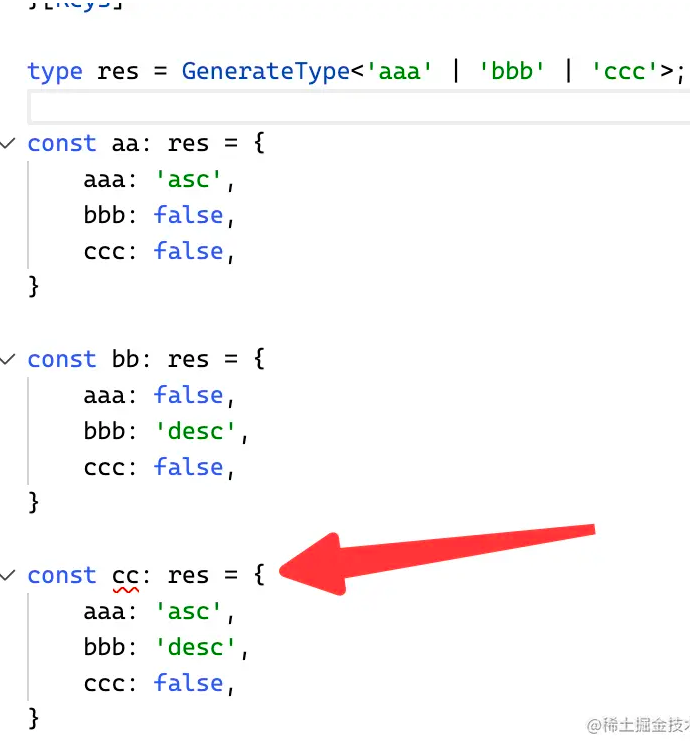 }[Keys]
type res = GenerateType<'aaa' | 'bbb' | 'ccc'>;
const aa: res = {
aaa: 'asc',
bbb: false,
ccc: false,
}
const bb: res = {
aaa: false,
bbb: 'desc',
ccc: false,
}
const cc: res = {
aaa: 'asc',
bbb: 'desc',
ccc: false,
}
@稀土掘金技术